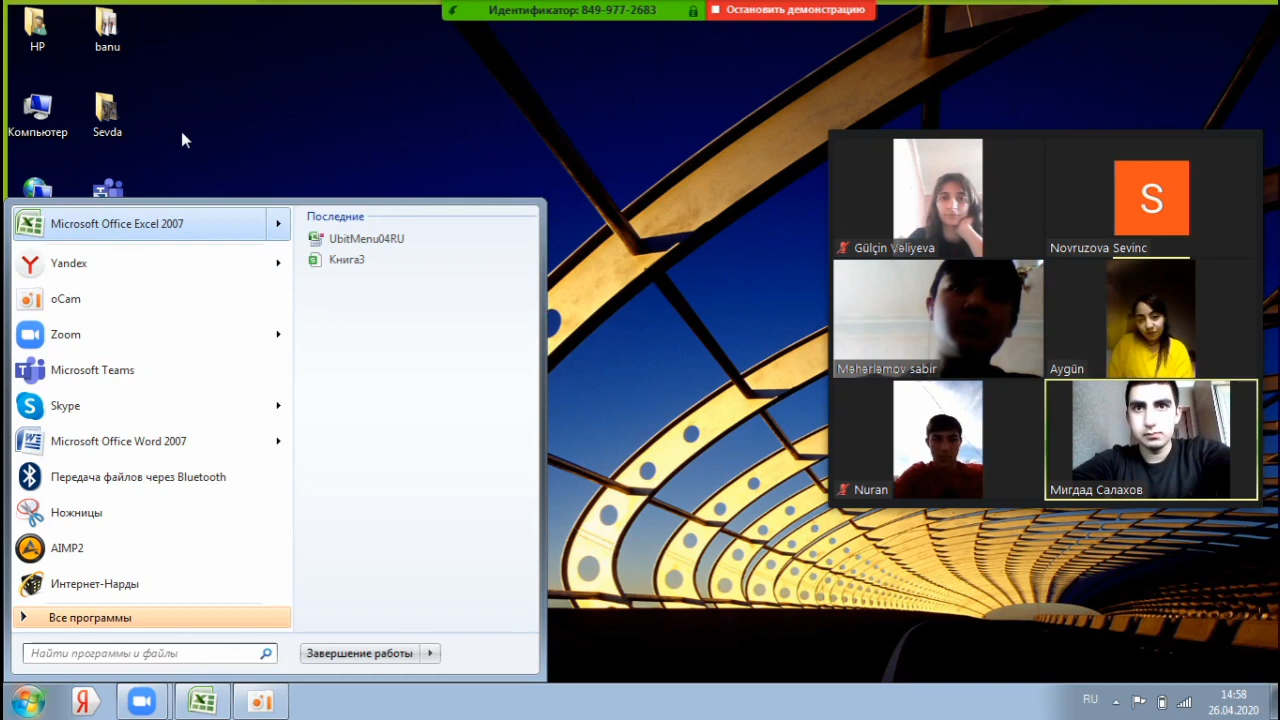 Идентификатор: 849-977-2683
Остановить демонстрацию
HP
banu
Компьютер
Sevda
Microsoft Office Excel 2007
Yandex
oCam
Zoom
Microsoft Teams
Skype
Microsoft Office Word 2007
Передача файлов через Bluetooth
Ножницы
AIMP2
Интернет-Нарды
Все программы
Найти программы и файлы
Завершение работы
Последние
UbitMenu04RU
Книга3
Gülçin Vəliyeva
S
Novruzova Sevinc
Məhərləmov sabir
Aygün
Nuran
Мигдад Салахов
Я
RU
14:58
26.04.2020